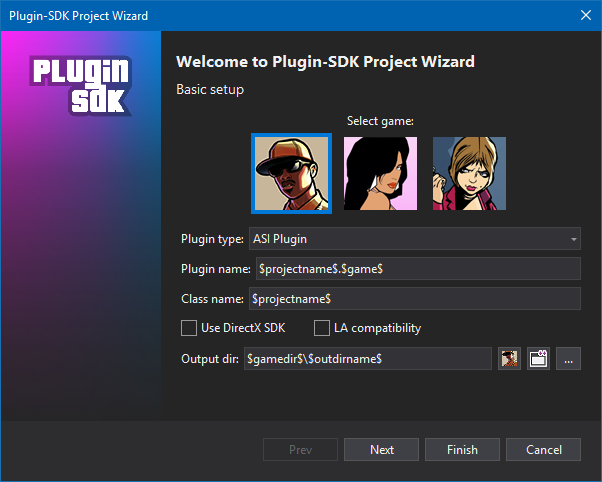 Plugin-SDK Project Wizard
PLUGIN
SDK
Welcome to Plugin-SDK Project Wizard
Basic setup
Select game:
Plugin type: ASI Plugin
Plugin name: $projectname$.$game$
Class name: $projectname$
Use DirectX SDK LA compatibility
Output dir: $gamedir$\$outdirname$ ...
Prev Next Finish Cancel